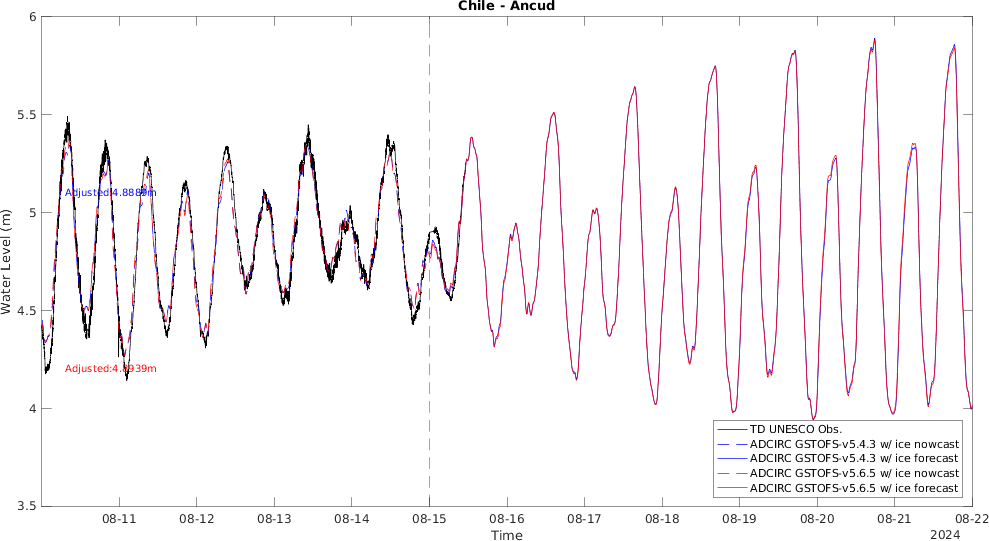 Chile - Ancud
6
5.5
5
4.5
4
3.5
Water Level (m)
Adjusted:4.8889m
Adjusted:4.8939m
TD UNESCO Obs.
ADCIRC GSTOFS-v5.4.3 w/ ice nowcast
ADCIRC GSTOFS-v5.4.3 w/ ice forecast
ADCIRC GSTOFS-v5.6.5 w/ ice nowcast
ADCIRC GSTOFS-v5.6.5 w/ ice forecast
08-11 08-12 08-13 08-14 08-15 08-16 08-17 08-18 08-19 08-20 08-21 08-22
Time
2024